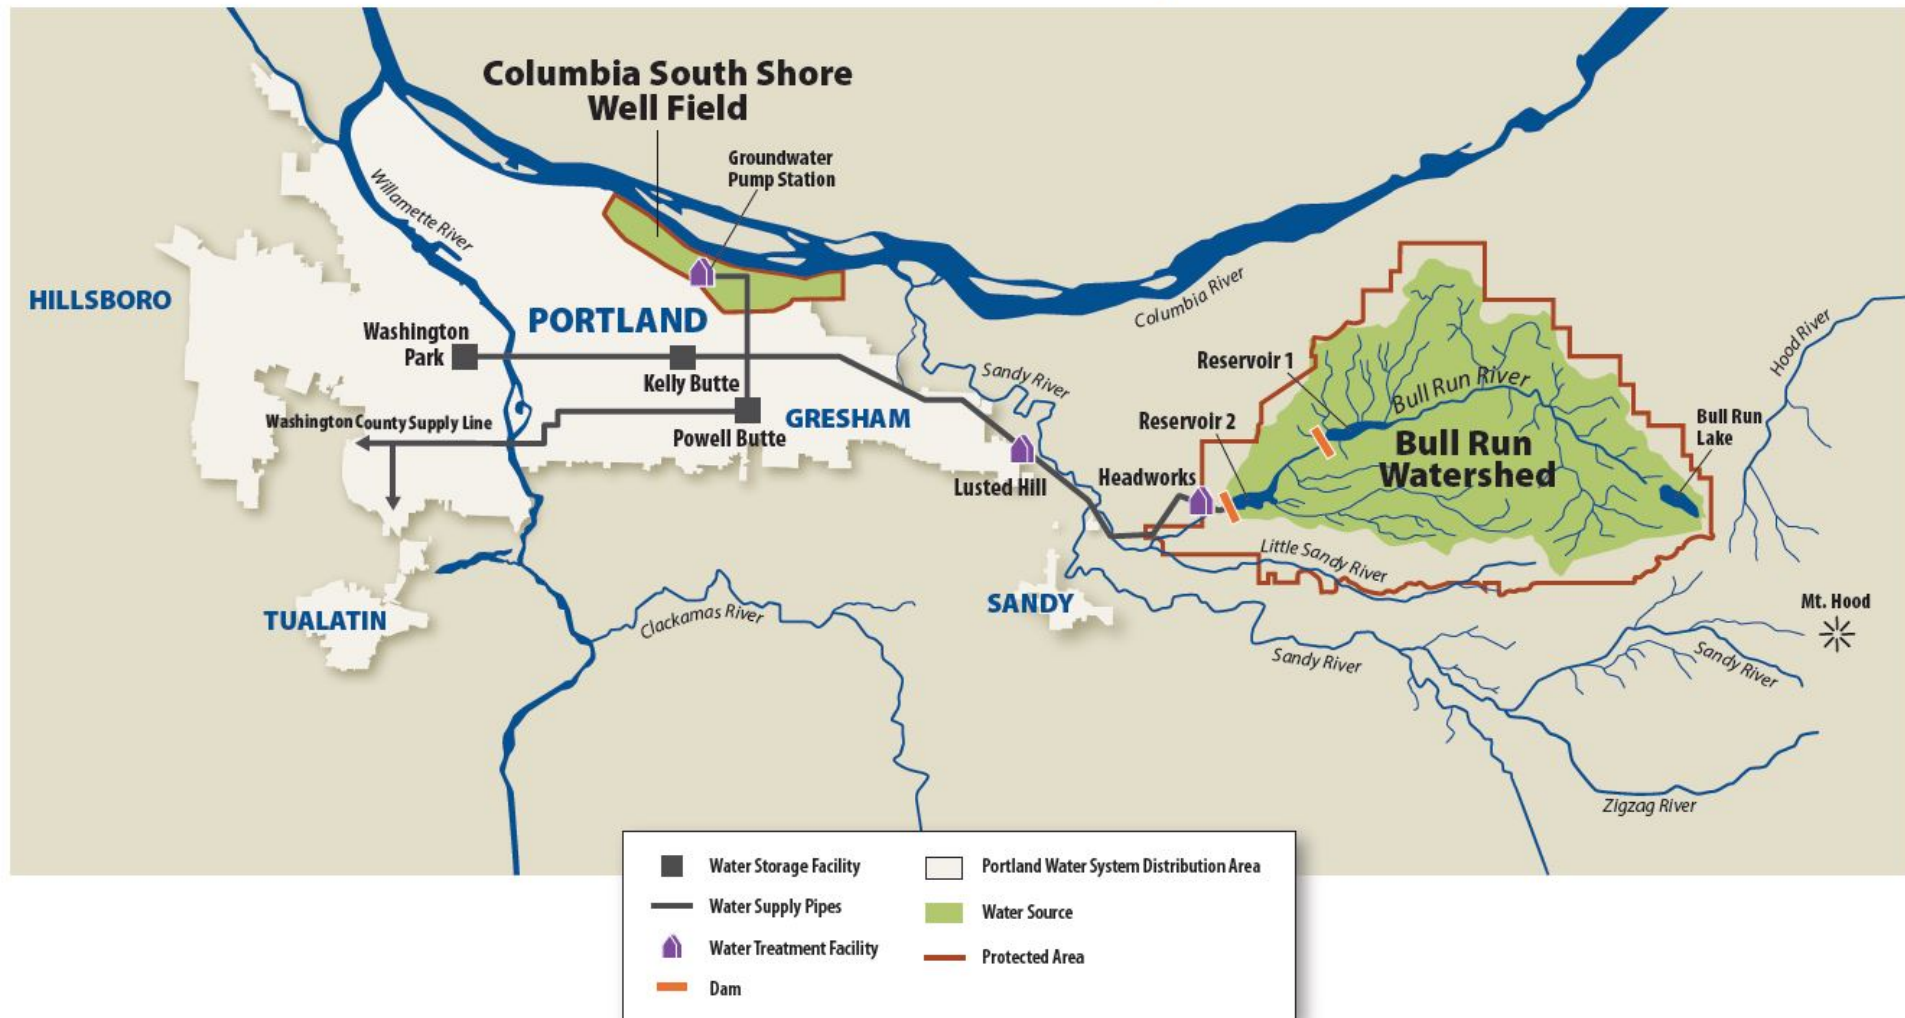 Columbia South Shore
Well Field
Groundwater
Pump Station
Willamette River
HILLSBORO
PORTLAND
Washington
Park
Kelly Butte
Washington County Supply Line
Powell Butte
GRESHAM
Columbia River
Sandy River
Hood River
Reservoir 1
Bull Run River
Reservoir 2
Bull Run
Lake
Bull Run
Watershed
Headworks
Lusted Hill
Little Sandy River
SANDY
TUALATIN
Clackamas River
Mt. Hood
Sandy River
Sandy River
Zigzag River
Water Storage Facility
Water Supply Pipes
Water Treatment Facility
Dam
Portland Water System Distribution Area
Water Source
Protected Area